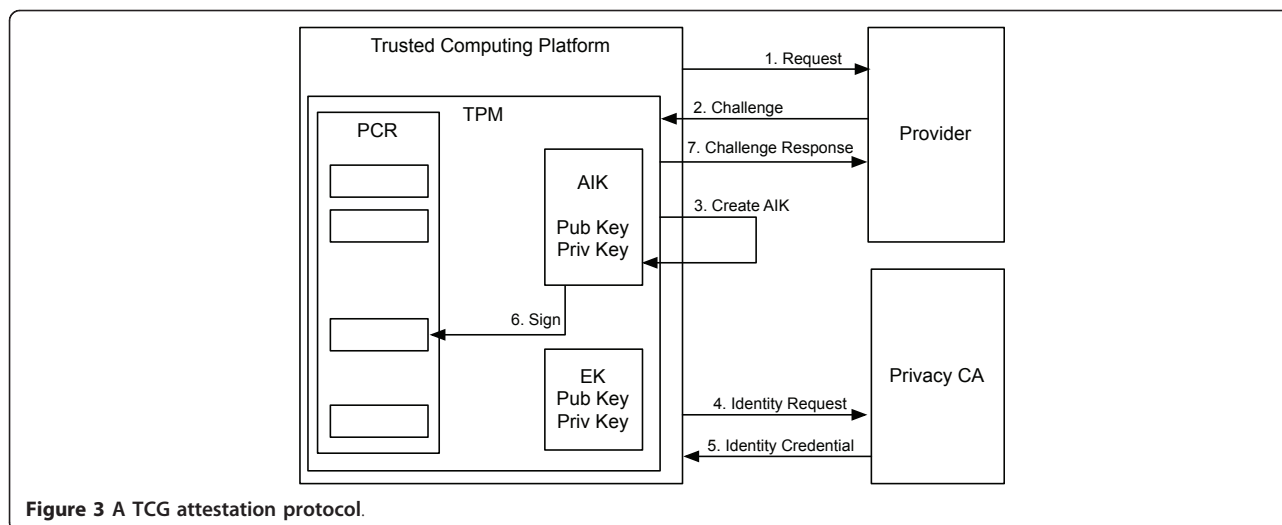 Trusted Computing Platform
1. Request
TPM
2. Challenge
PCR
Provider
7. Challenge Response
AIK
3. Create AIK
Pub Key
Priv Key
6. Sign
EK
Pub Key
Priv Key
Privacy CA
4. Identity Request
5. Identity Credential
Figure 3 A TCG attestation protocol.